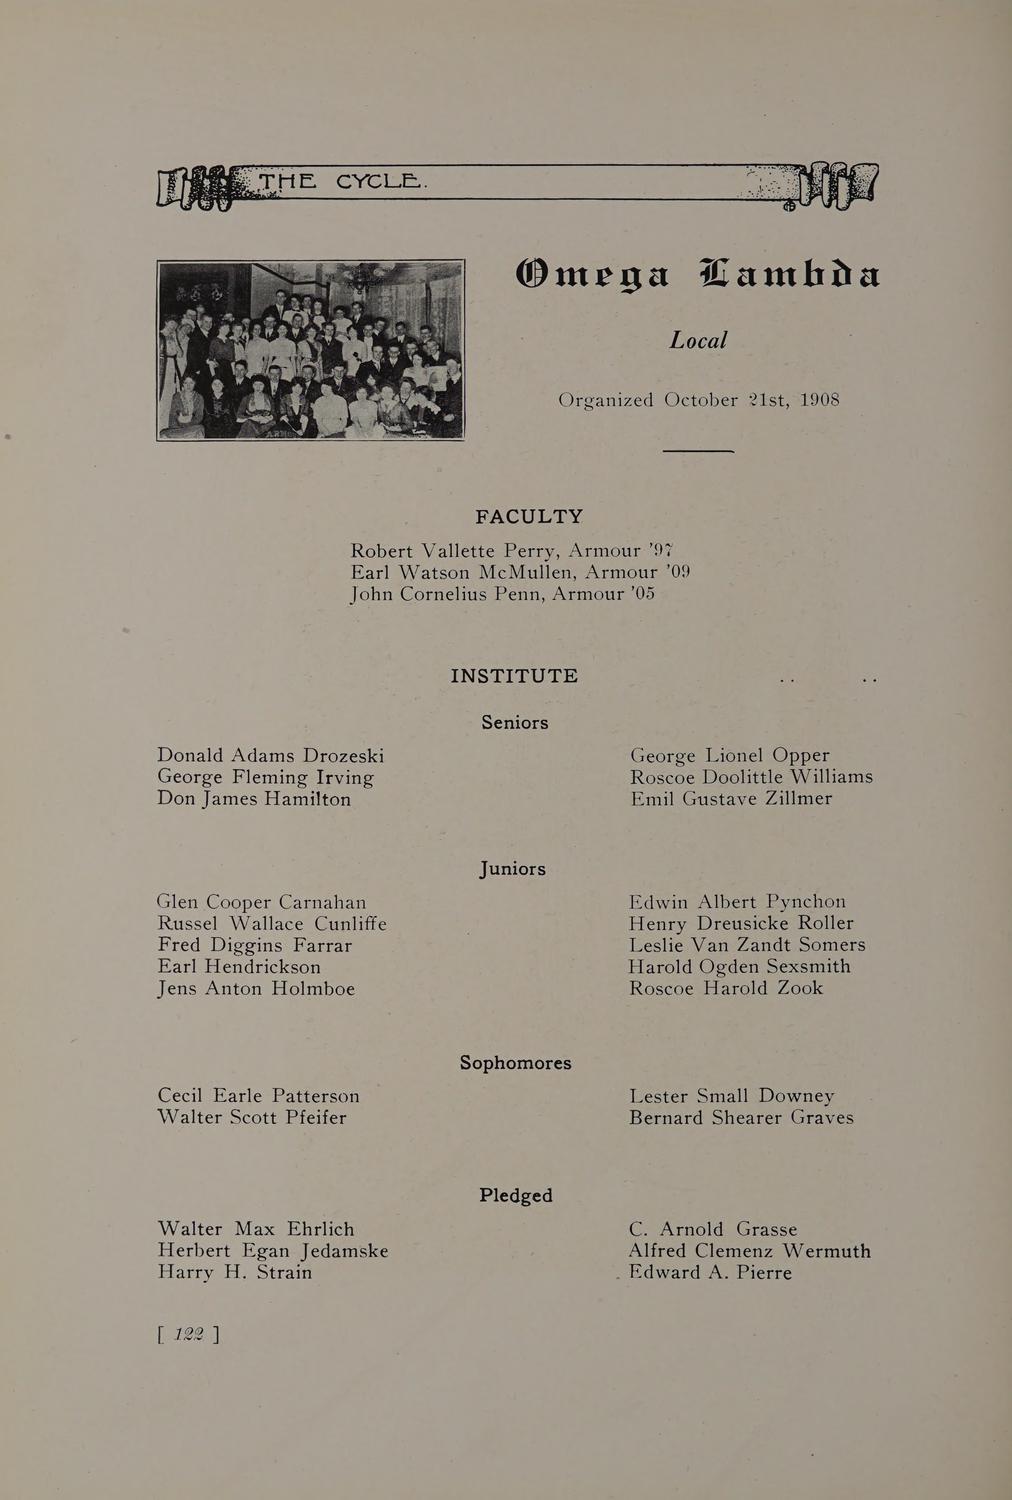 THE CYCLE.
Omega Lambda
Local
Organized October 21st, 1908
FACULTY
Robert Vallette Perry, Armour '97
Earl Watson McMullen, Armour '09
John Cornelius Penn, Armour '05
INSTITUTE
Seniors
Donald Adams Drozeski
George Fleming Irving
Don James Hamilton
George Lionel Opper
Roscoe Doolittle Williams
Emil Gustave Zillmer
Juniors
Glen Cooper Carnahan
Russel Wallace Cunliffe
Fred Diggins Farrar
Earl Hendrickson
Jens Anton Holmboe
Edwin Albert Pynchon
Henry Dreusicke Roller
Leslie Van Zandt Somers
Harold Ogden Sexsmith
Roscoe Harold Zook
Sophomores
Cecil Earle Patterson
Walter Scott Pfeifer
Lester Small Downey
Bernard Shearer Graves
Pledged
Walter Max Ehrlich
Herbert Egan Jedamske
Harry H. Strain
C. Arnold Grasse
Alfred Clemenz Wermuth
Edward A. Pierre
[ 122 ]